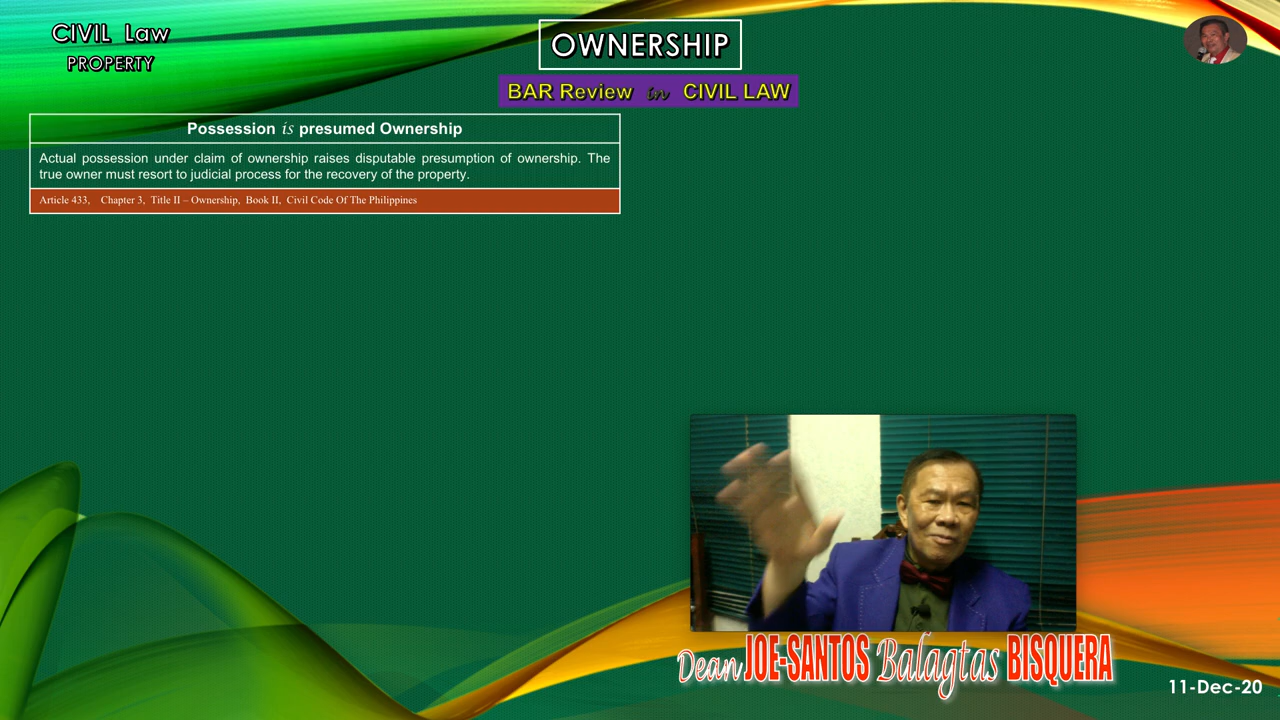 CIVIL Law
PROPERTY
OWNERSHIP
BAR Review in CIVIL LAW
Possession is presumed Ownership
Actual possession under claim of ownership raises disputable presumption of ownership. The
true owner must resort to judicial process for the recovery of the property.
Article 433, Chapter 3, Title II – Ownership, Book II, Civil Code Of The Philippines
Dean JOE-SANTOS Balagtas BISQUERA
11-Dec-20